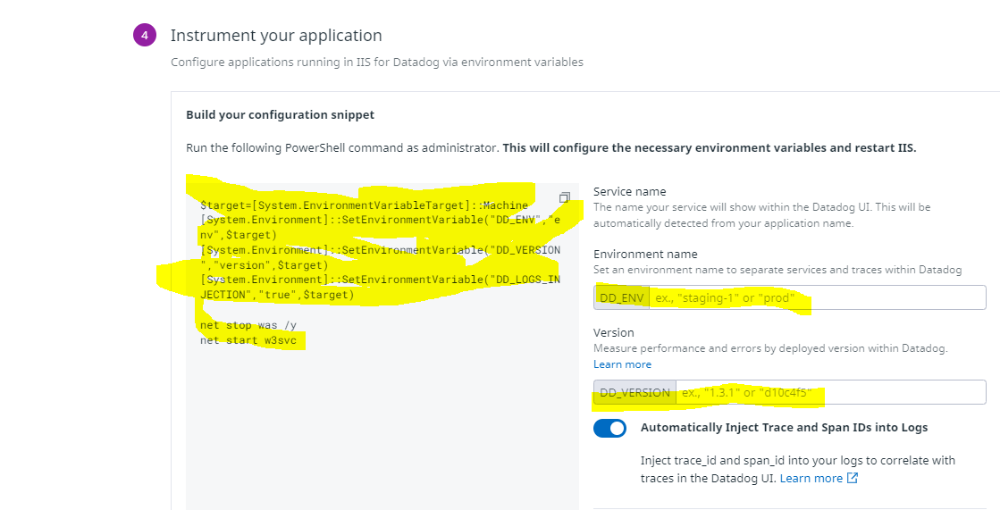 4 Instrument your application
Configure applications running in IIS for Datadog via environment variables
Build your configuration snippet
Run the following PowerShell command as administrator. This will configure the necessary environment variables and restart IIS.
$target=[System.EnvironmentVariableTarget]::Machine
[System.Environment]::SetEnvironmentVariable("DD_ENV","e
nv",$target)
[System.Environment]::SetEnvironmentVariable("DD_VERSION
","version",$target)
[System.Environment]::SetEnvironmentVariable("DD_LOGS_IN
JECTION","true",$target)
net stop was /y
net start w3svc
Service name
The name your service will show within the Datadog UI. This will be
automatically detected from your application name.
Environment name
Set an environment name to separate services and traces within Datadog
DD_ENV ex., "staging-1" or "prod"
Version
Measure performance and errors by deployed version within Datadog.
Learn more
DD_VERSION ex., "1.3.1" or "d10c4f5"
Automatically Inject Trace and Span IDs into Logs
Inject trace_id and span_id into your logs to correlate with
traces in the Datadog UI. Learn more